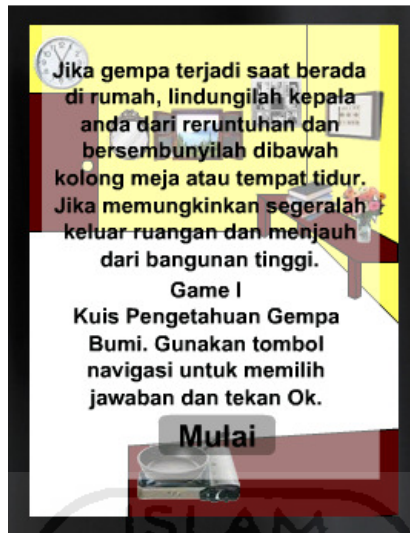 Jika gempa terjadi saat berada
di rumah, lindungilah kepala
anda dari reruntuhan dan
bersembunyilah dibawah
kolong meja atau tempat tidur.
Jika memungkinkan segeralah
keluar ruangan dan menjauh
dari bangunan tinggi.
Game I
Kuis Pengetahuan Gempa
Bumi. Gunakan tombol
navigasi untuk memilih
jawaban dan tekan Ok.
Mulai
ISLAM